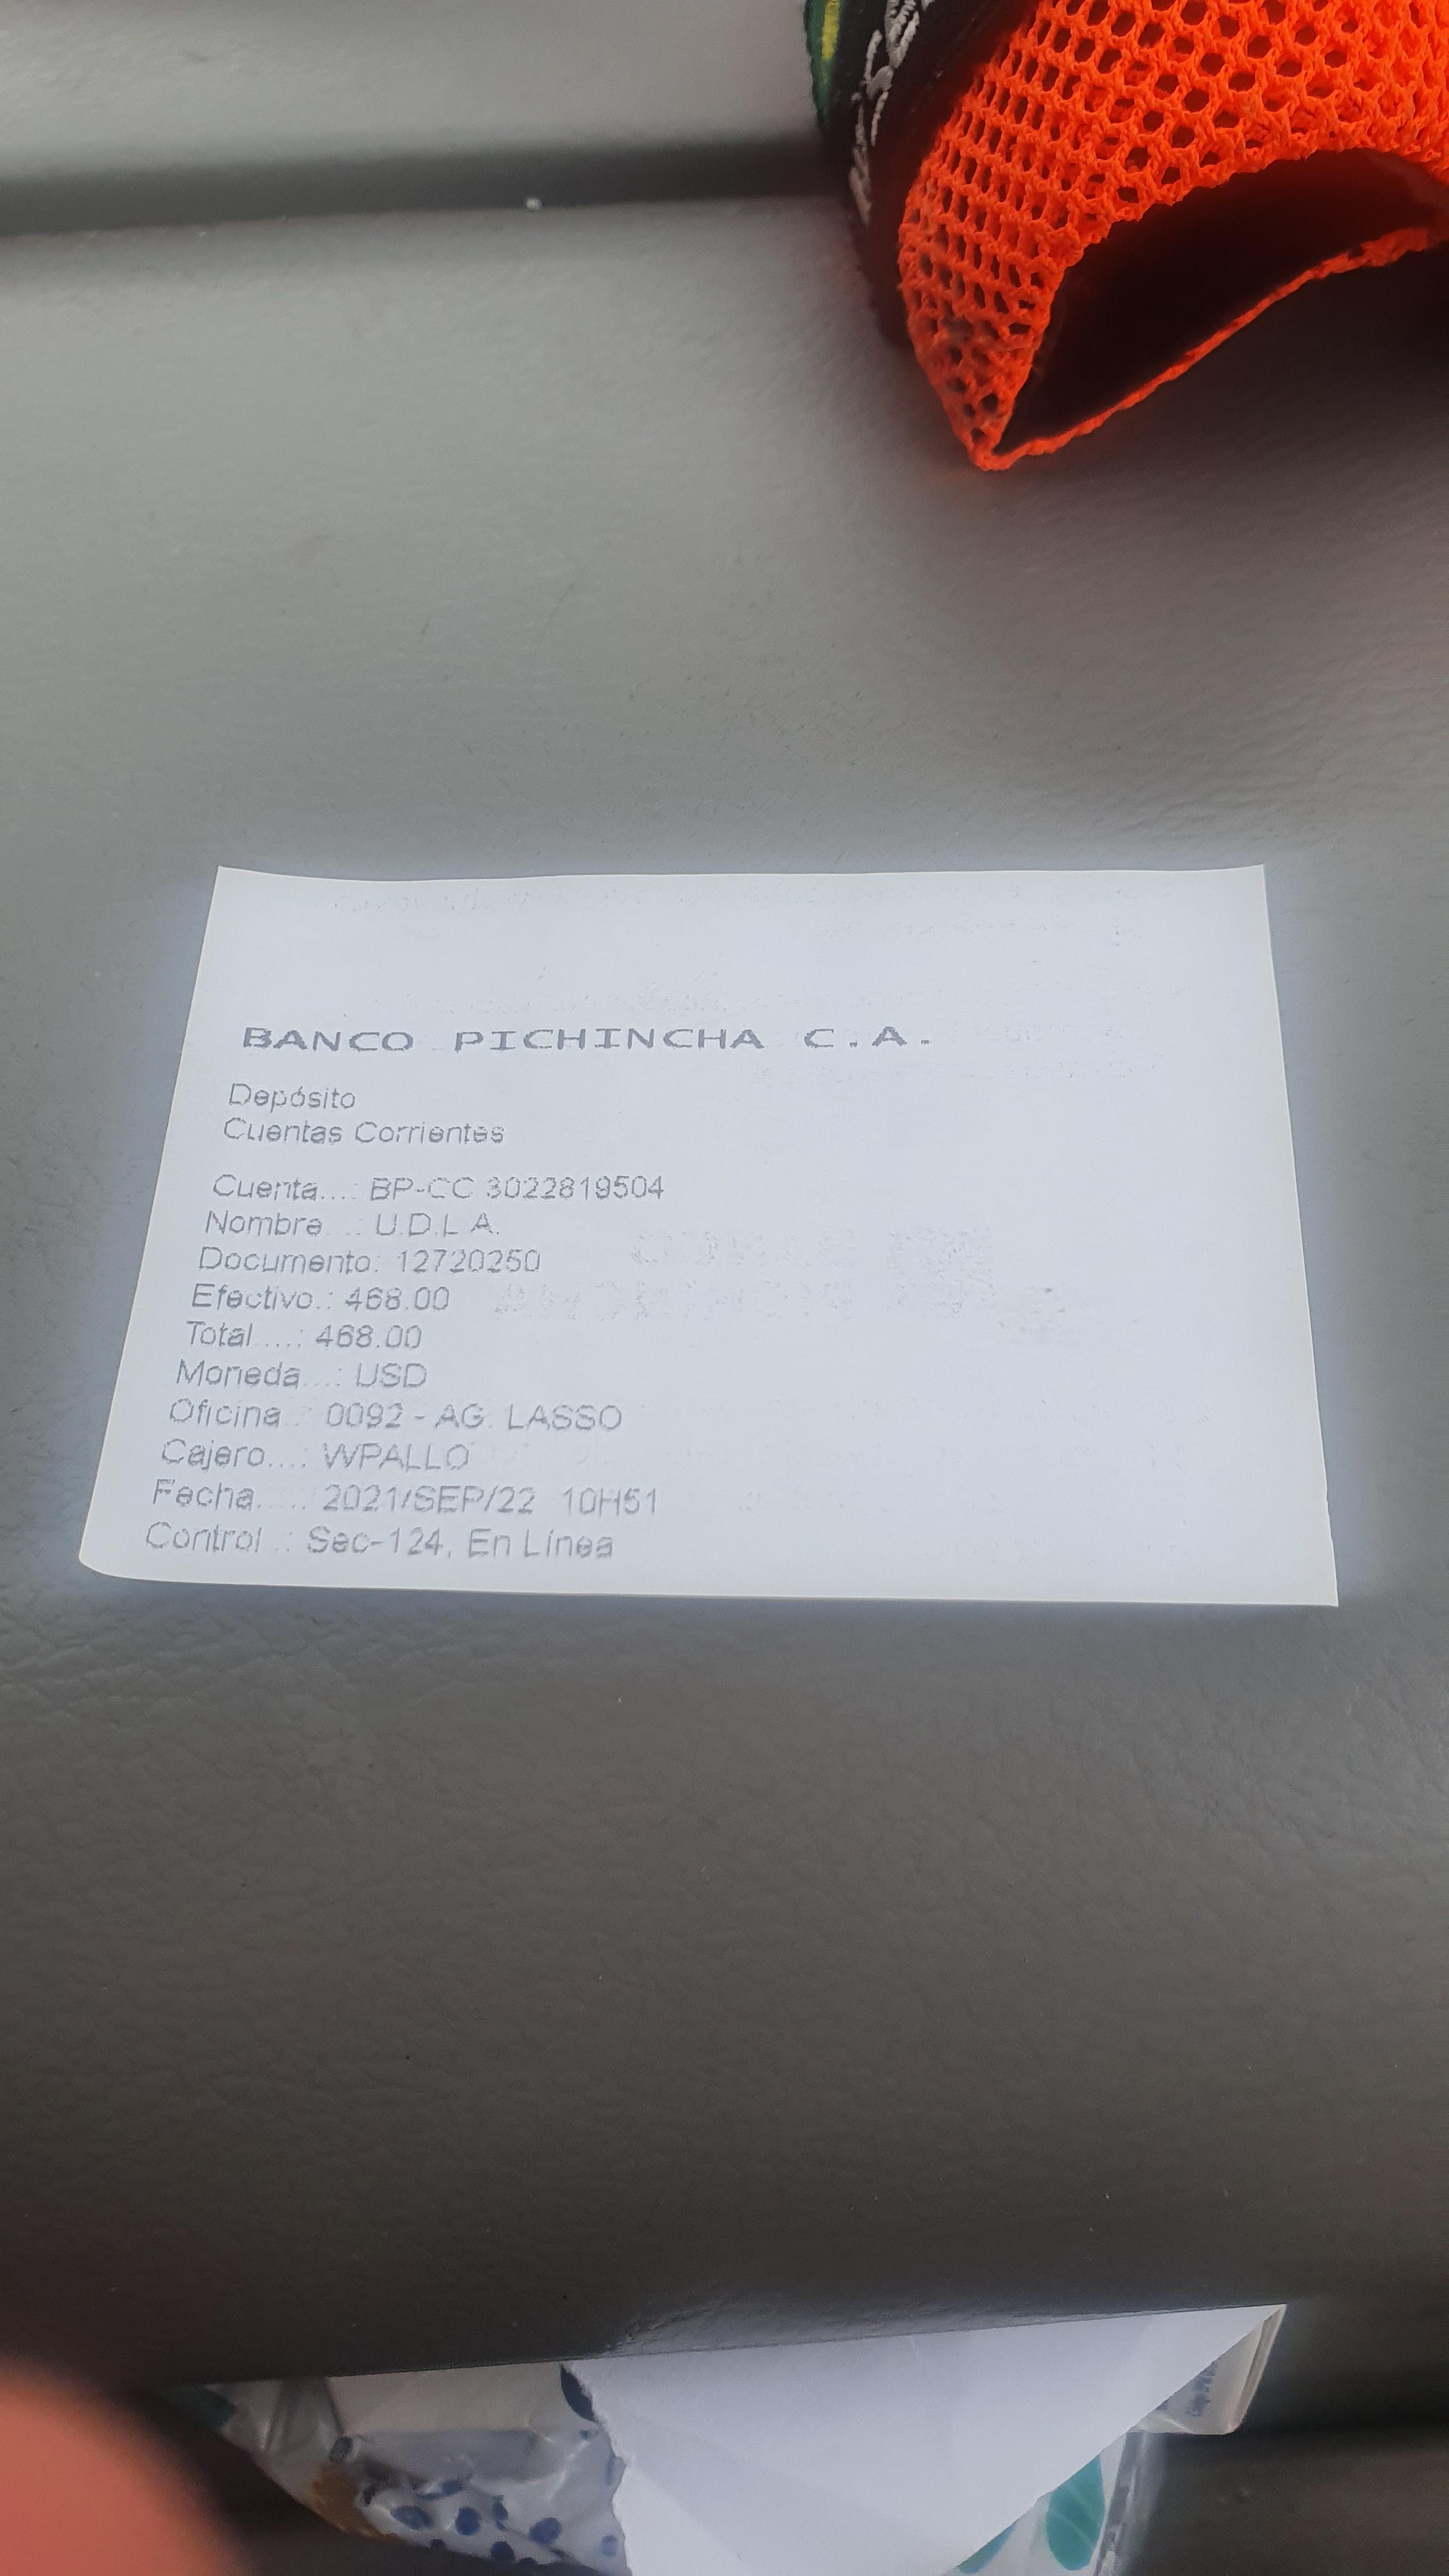 BANCO PICHINCHA C.A.
Depósito
Cuentas Corrientes
Cuenta...: BP-CC 3022819504
Nombre...: U.D.L.A.
Documento: 12720250
Efectivo.: 468.00
Total....: 468.00
Moneda...: USD
Oficina..: 0092 - AG. LASSO
Cajero...: WPALLO
Fecha....: 2021/SEP/22 10H51
Control..: Sec-124, En Línea